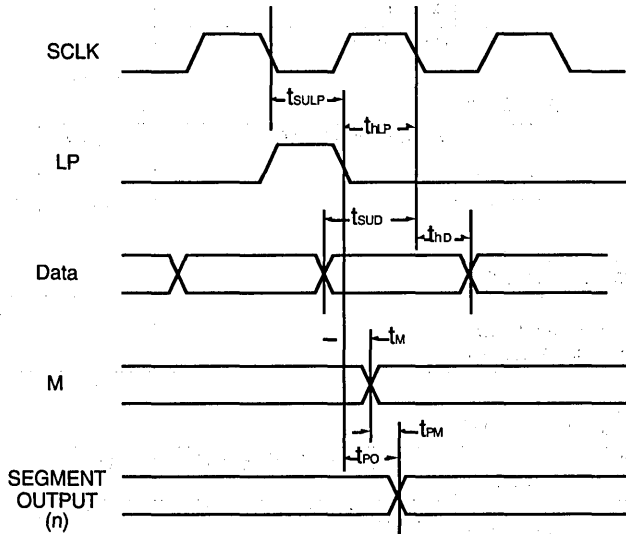 SCLK
tSULP
thLP
LP
tSUD
thD
Data
tM
M
tPM
tPO
SEGMENT
OUTPUT
(n)